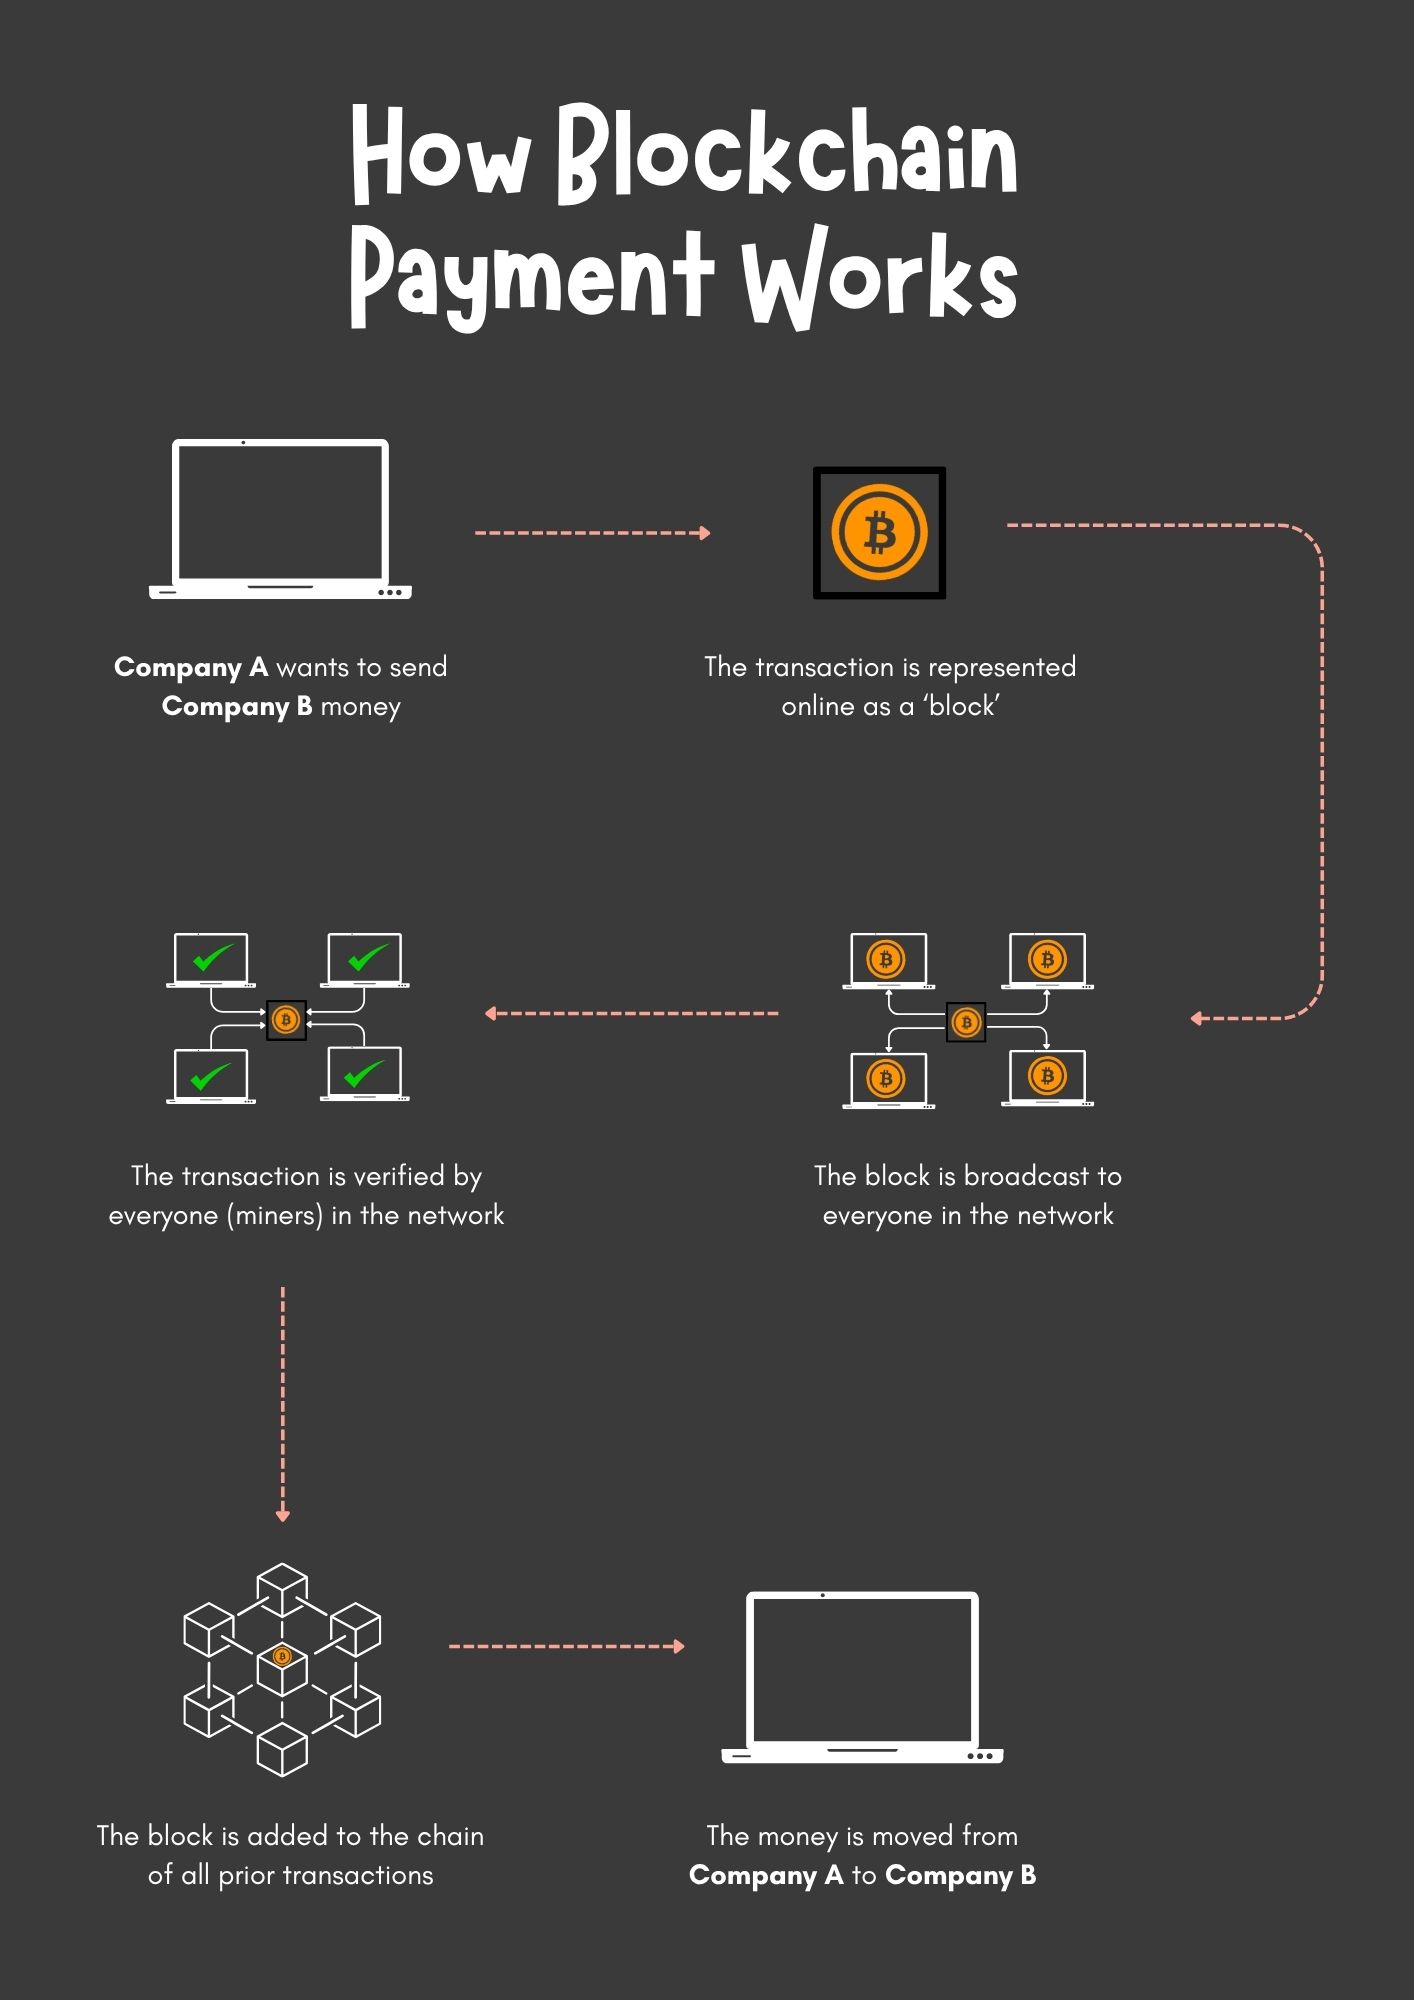 How Blockchain
Payment Works
Company A wants to send
Company B money
The transaction is represented
online as a ‘block’
The block is broadcast to
everyone in the network
The transaction is verified by
everyone (miners) in the network
The block is added to the chain
of all prior transactions
The money is moved from
Company A to Company B